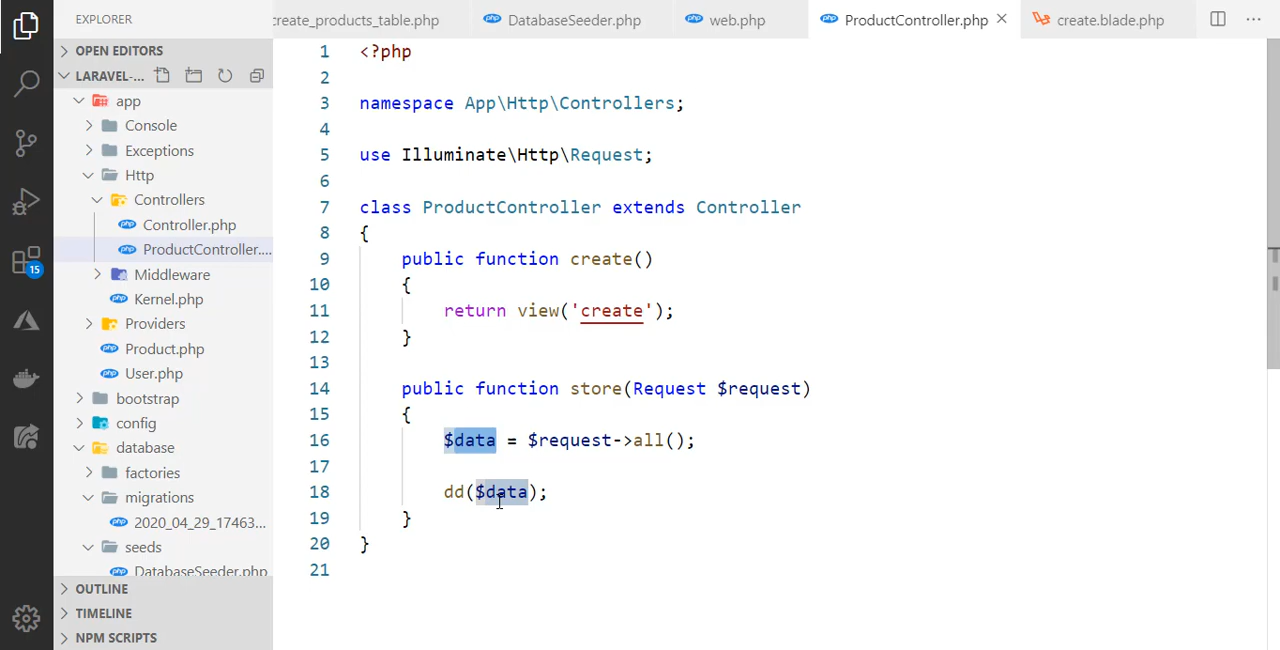 EXPLORER
create_products_table.php
DatabaseSeeder.php
web.php
ProductController.php
create.blade.php
OPEN EDITORS
LARAVEL-...
app
Console
Exceptions
Http
Controllers
Controller.php
ProductController....
Middleware
Kernel.php
Providers
Product.php
User.php
bootstrap
config
database
factories
migrations
2020_04_29_17463...
seeds
DatabaseSeeder.php
OUTLINE
TIMELINE
NPM SCRIPTS
15
1 <?php
2
3 namespace App\Http\Controllers;
4
5 use Illuminate\Http\Request;
6
7 class ProductController extends Controller
8 {
9 public function create()
10 {
11 return view('create');
12 }
13
14 public function store(Request $request)
15 {
16 $data = $request->all();
17
18 dd($data);
19 }
20 }
21